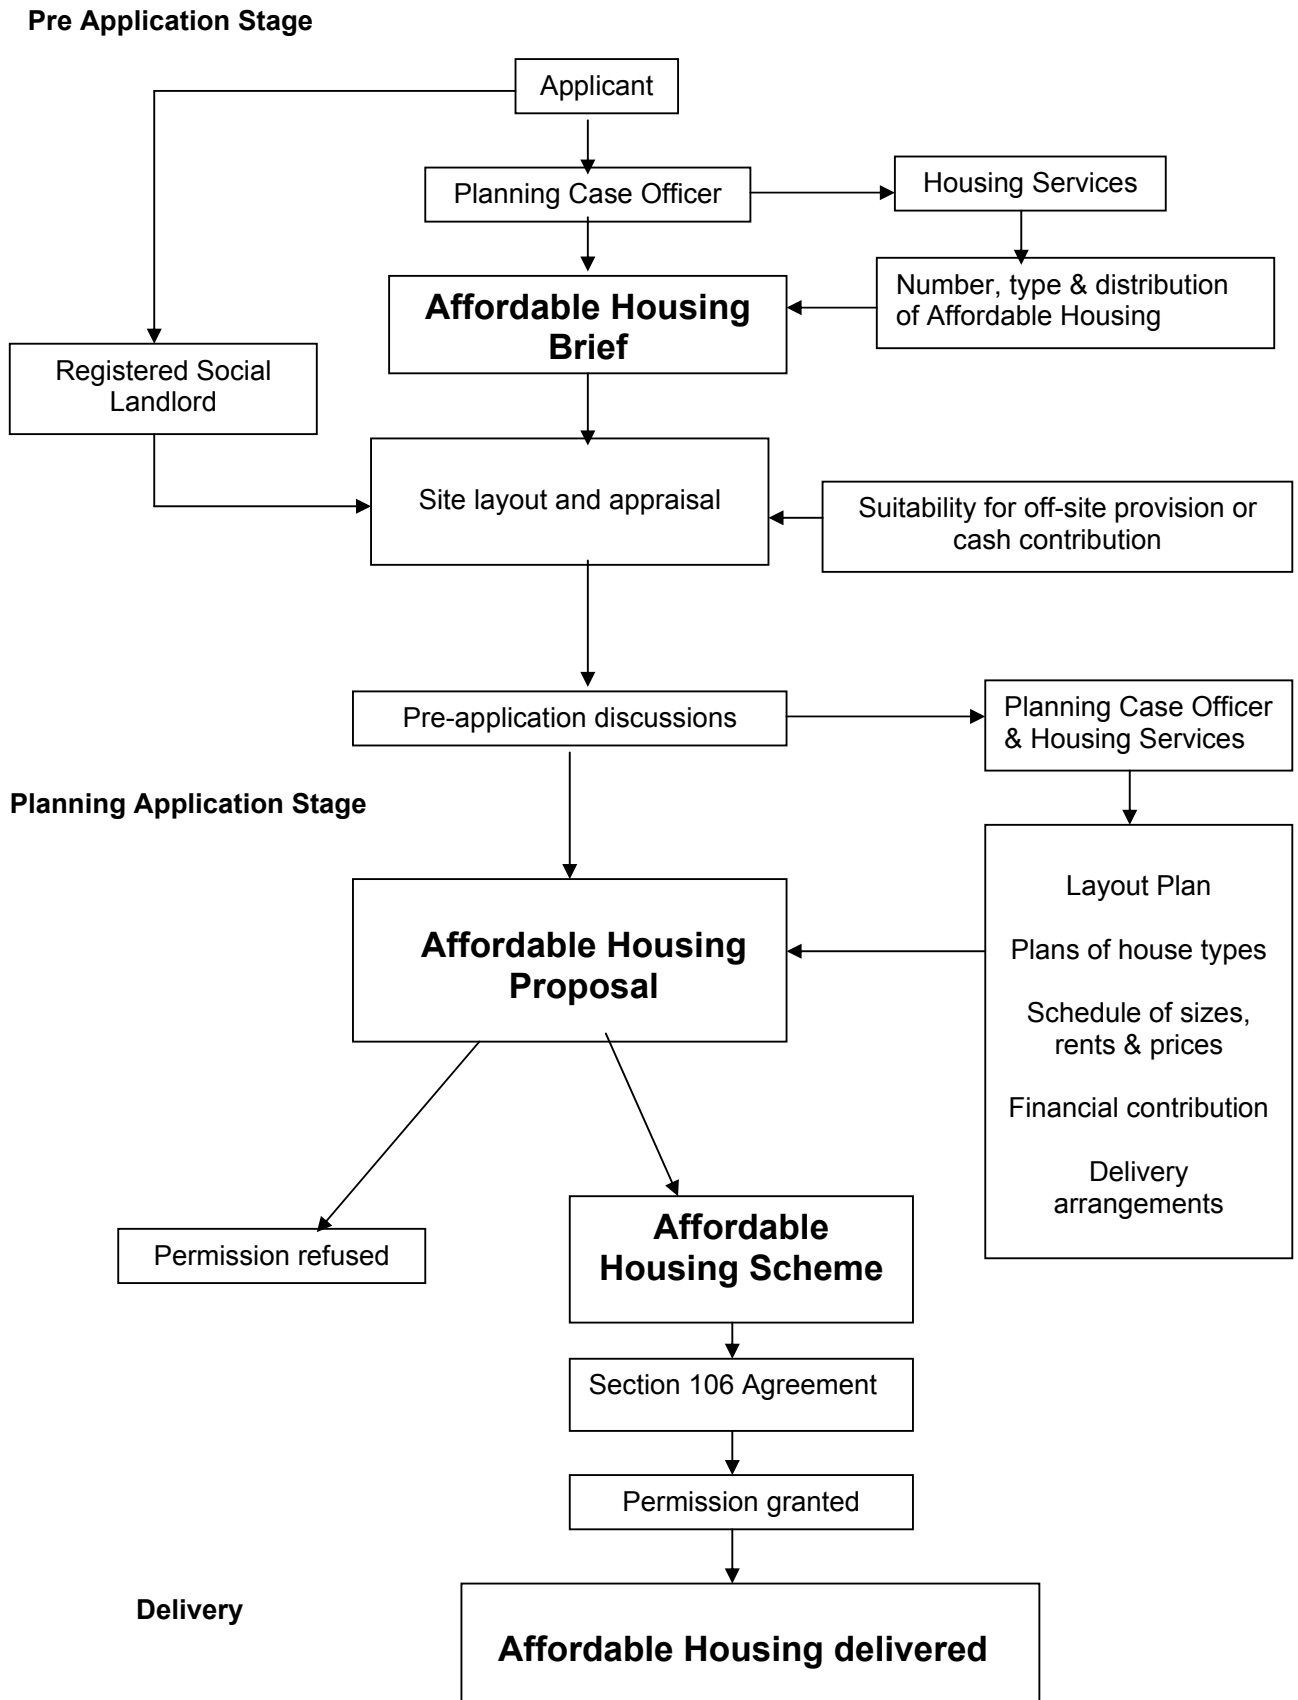 Pre Application Stage
Applicant
Planning Case Officer
Housing Services
Affordable Housing
Brief
Number, type & distribution
of Affordable Housing
Registered Social
Landlord
Site layout and appraisal
Suitability for off-site provision or
cash contribution
Pre-application discussions
Planning Case Officer
& Housing Services
Planning Application Stage
Affordable Housing
Proposal
Layout Plan
Plans of house types
Schedule of sizes,
rents & prices
Financial contribution
Delivery
arrangements
Permission refused
Affordable
Housing Scheme
Section 106 Agreement
Permission granted
Delivery
Affordable Housing delivered